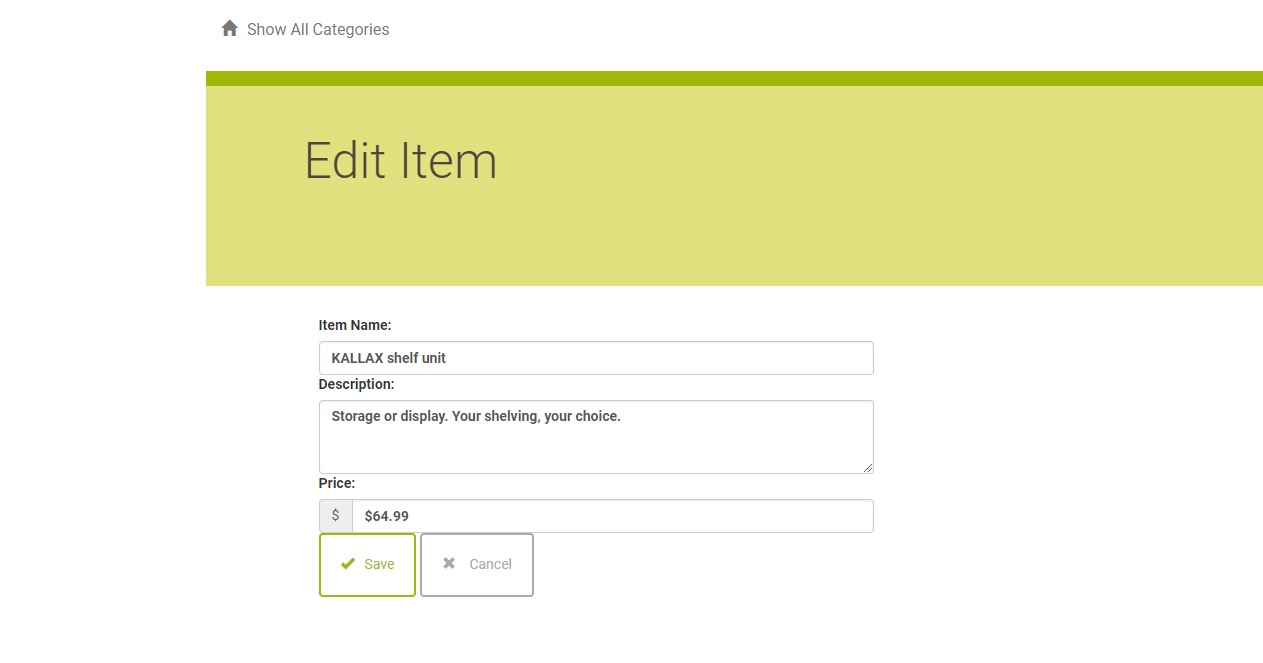 Show All Categories
Edit Item
Item Name:
KALLAX shelf unit
Description:
Storage or display. Your shelving, your choice.
Price:
$ $64.99
Save Cancel